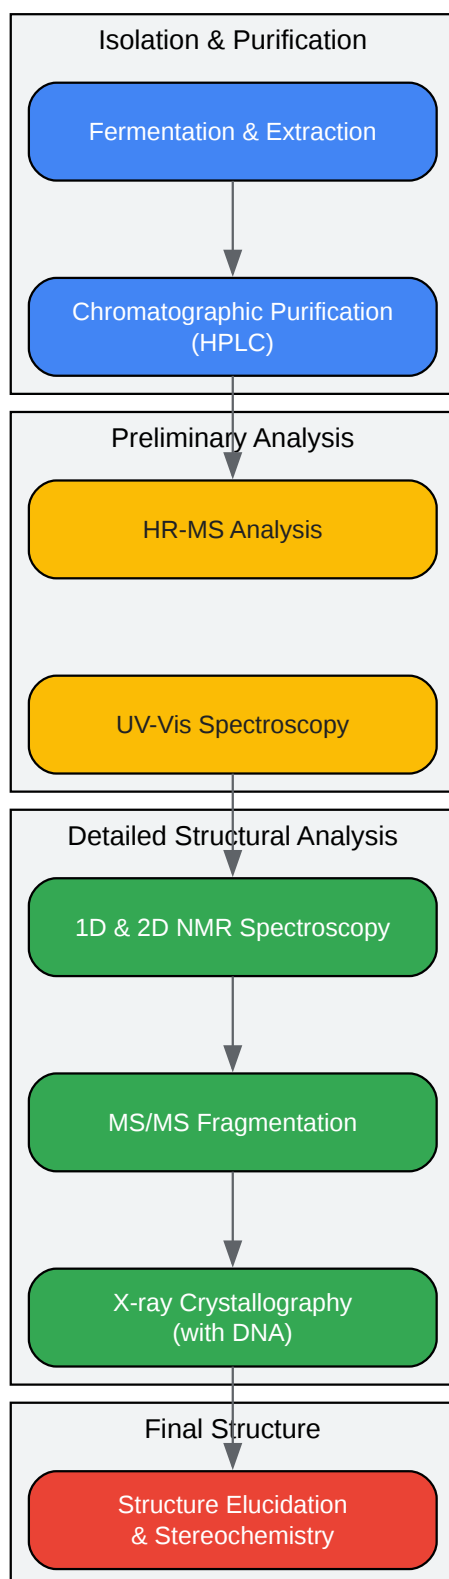 Isolation & Purification
Fermentation & Extraction
Chromatographic Purification
(HPLC)
Preliminary Analysis
HR-MS Analysis
UV-Vis Spectroscopy
Detailed Structural Analysis
1D & 2D NMR Spectroscopy
MS/MS Fragmentation
X-ray Crystallography
(with DNA)
Final Structure
Structure Elucidation
& Stereochemistry